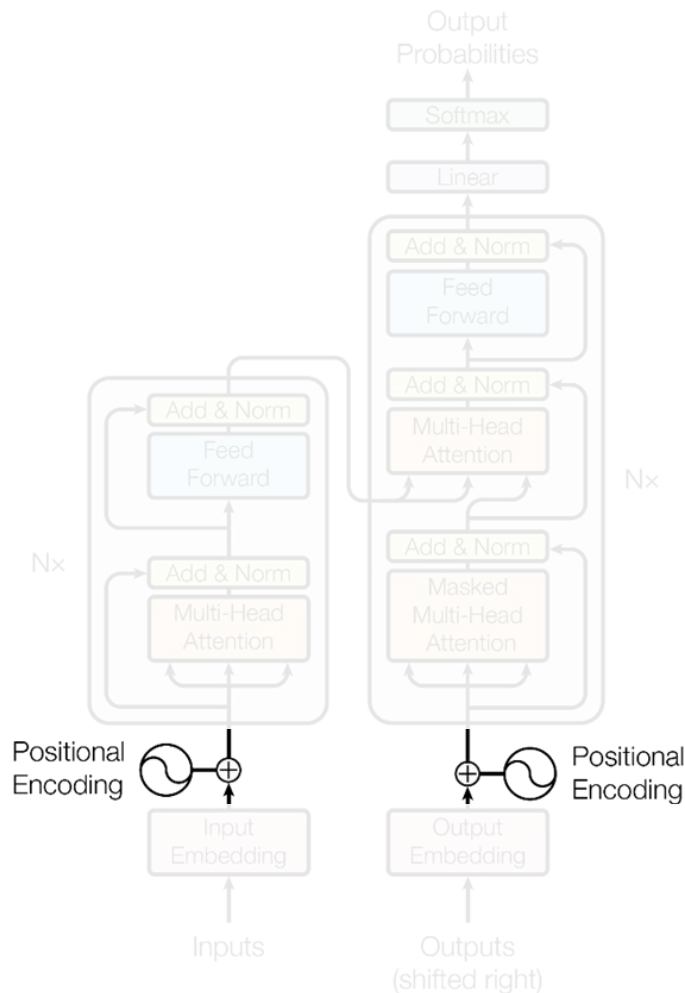 Output
Probabilities
Softmax
Linear
Add & Norm
Feed
Forward
Add & Norm
Multi-Head
Attention
Add & Norm
Masked
Multi-Head
Attention
Nx
Add & Norm
Feed
Forward
Add & Norm
Multi-Head
Attention
Nx
Positional
Encoding
Positional
Encoding
Input
Embedding
Output
Embedding
Inputs
Outputs
(shifted right)